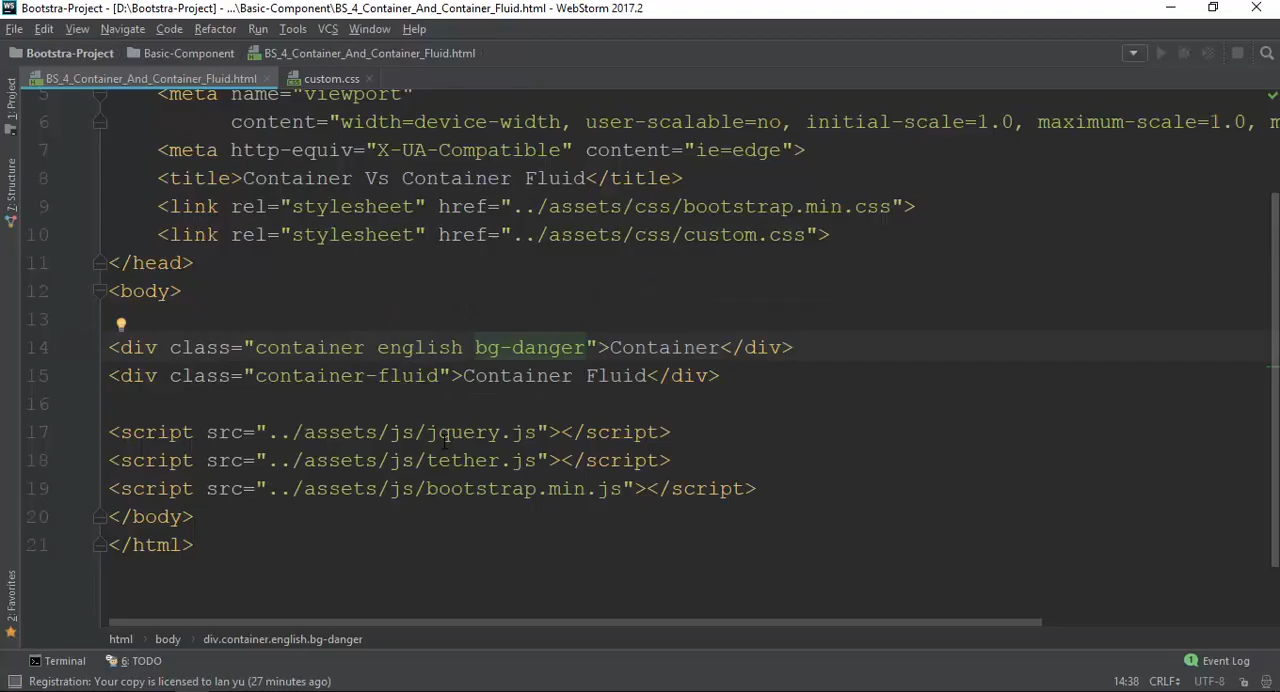 WS Bootstra-Project - [D:\Bootstra-Project] - ...\Basic-Component\BS_4_Container_And_Container_Fluid.html - WebStorm 2017.2
File Edit View Navigate Code Refactor Run Tools VCS Window Help
Bootstra-Project Basic-Component BS_4_Container_And_Container_Fluid.html
BS_4_Container_And_Container_Fluid.html × custom.css ×
1: Project
7: Structure
2: Favorites
5 <meta name="viewport"
6 content="width=device-width, user-scalable=no, initial-scale=1.0, maximum-scale=1.0, m
7 <meta http-equiv="X-UA-Compatible" content="ie=edge">
8 <title>Container Vs Container Fluid</title>
9 <link rel="stylesheet" href="../assets/css/bootstrap.min.css">
10 <link rel="stylesheet" href="../assets/css/custom.css">
11 </head>
12 <body>
13
14 <div class="container english bg-danger">Container</div>
15 <div class="container-fluid">Container Fluid</div>
16
17 <script src="../assets/js/jquery.js"></script>
18 <script src="../assets/js/tether.js"></script>
19 <script src="../assets/js/bootstrap.min.js"></script>
20 </body>
21 </html>
html body div.container.english.bg-danger
Terminal 6: TODO 1 Event Log
Registration: Your copy is licensed to lan yu (27 minutes ago) 14:38 CRLF÷ UTF-8